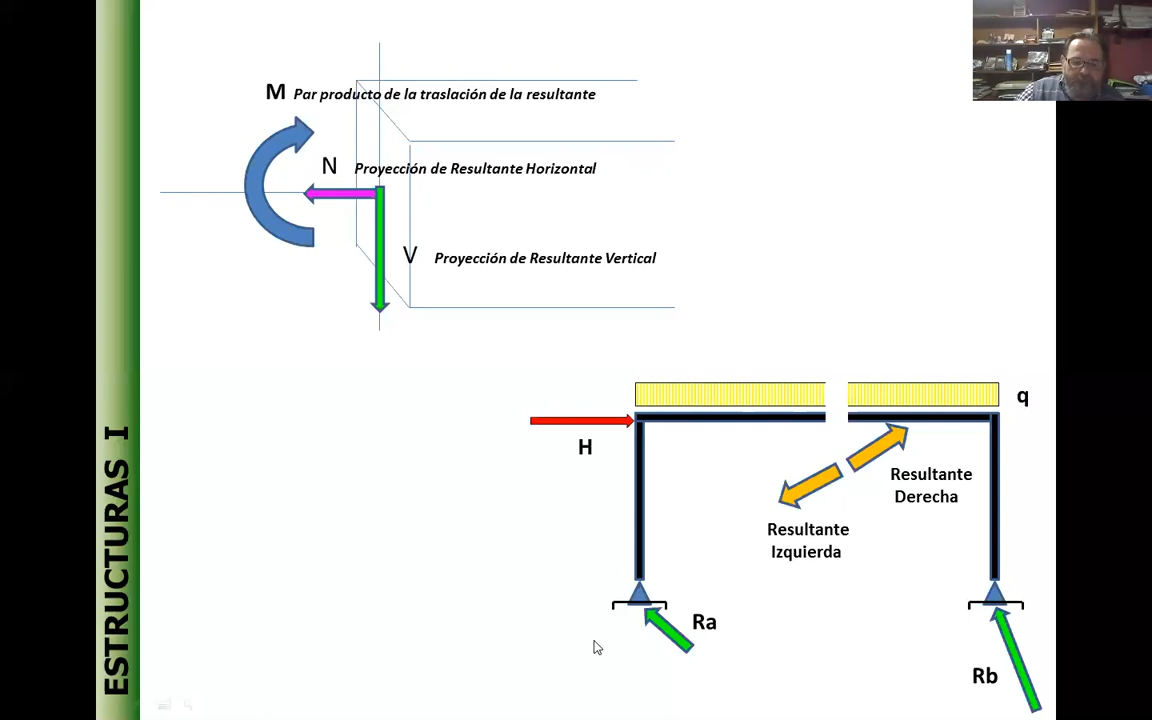 M Par producto de la traslación de la resultante
N Proyección de Resultante Horizontal
V Proyección de Resultante Vertical
ESTRUCTURAS I
q
H
Resultante
Derecha
Resultante
Izquierda
Ra
Rb